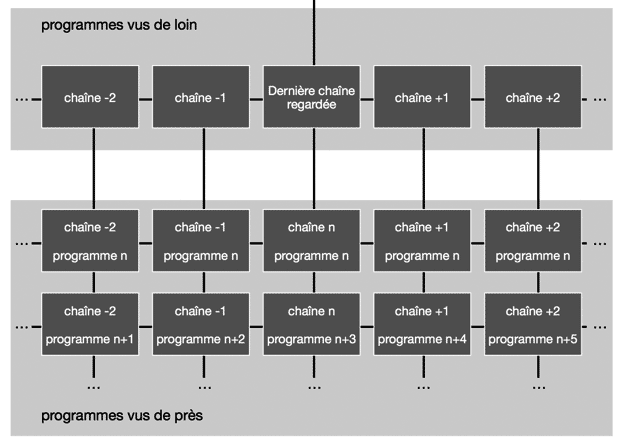 programmes vus de loin
... chaîne -2 chaîne -1 Dernière chaîne regardée chaîne +1 chaîne +2 ...
chaîne -2 chaîne -1 chaîne n chaîne +1 chaîne +2
... programme n programme n programme n programme n programme n ...
chaîne -2 chaîne -1 chaîne n chaîne +1 chaîne +2
... programme n+1 programme n+2 programme n+3 programme n+4 programme n+5 ...
... ... ... ... ...
programmes vus de près